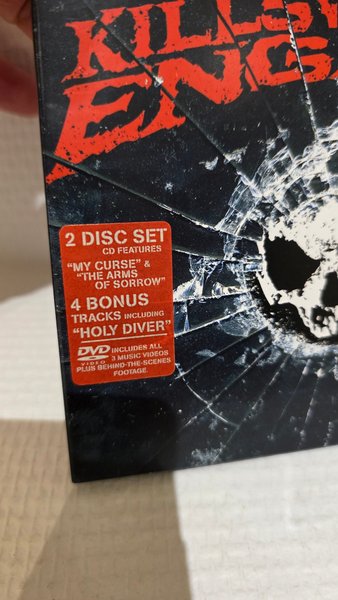 KILLSW
ENG
2 DISC SET
CD FEATURES
"MY CURSE" &
"THE ARMS
OF SORROW"
4 BONUS
TRACKS INCLUDING
"HOLY DIVER"
DVD INCLUDES ALL
VIDEO 3 MUSIC VIDEOS
PLUS BEHIND-THE-SCENES
FOOTAGE.